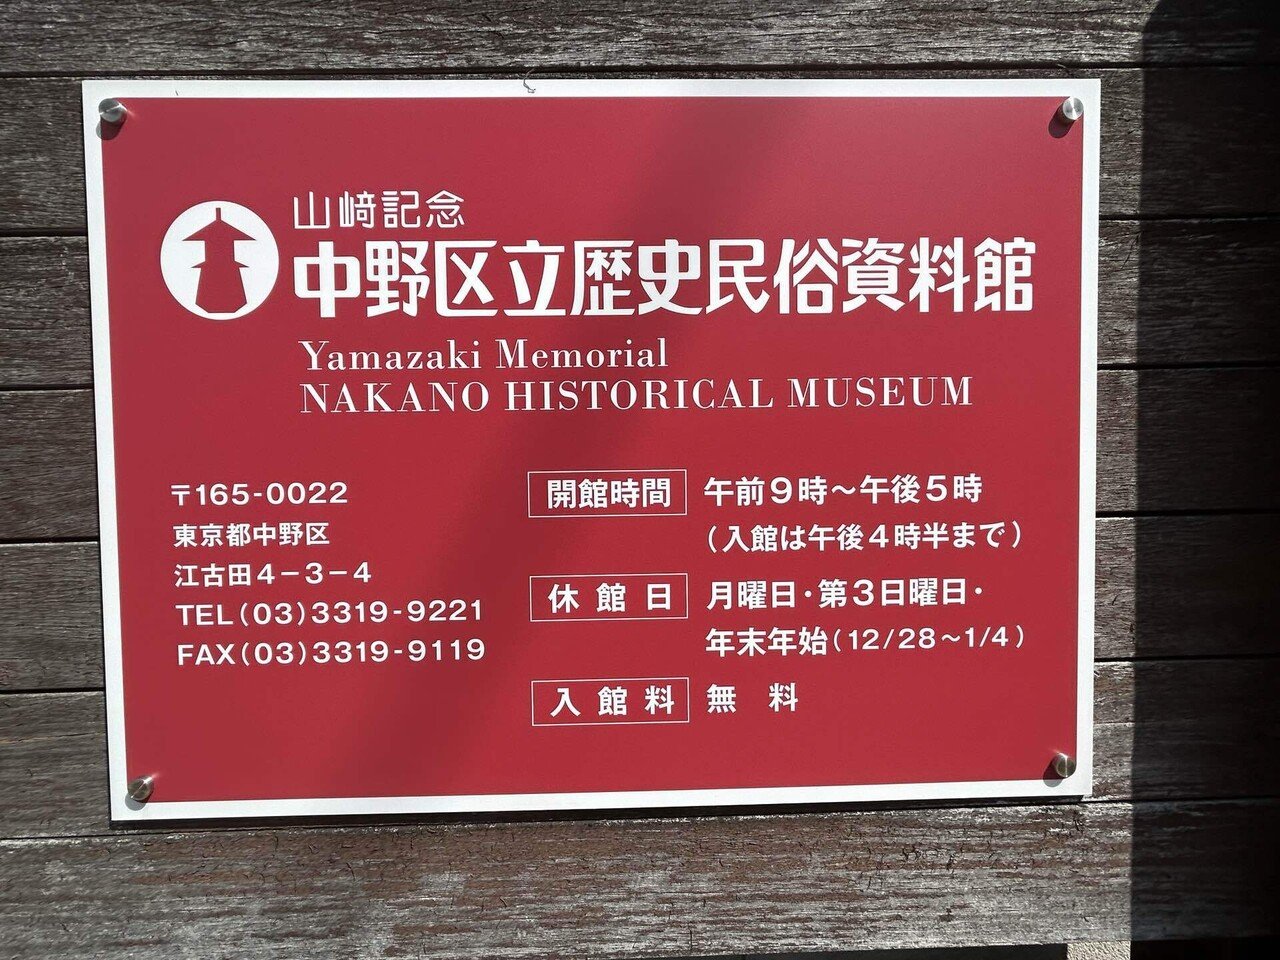 山﨑記念
中野区立歴史民俗資料館
Yamazaki Memorial
NAKANO HISTORICAL MUSEUM
〒165-0022
東京都中野区
江古田4－3－4
TEL(03)3319-9221
FAX(03)3319-9119
開館時間 午前9時～午後5時
(入館は午後4時半まで)
休館日 月曜日・第3日曜日・
年末年始(12/28～1/4)
入館料 無料